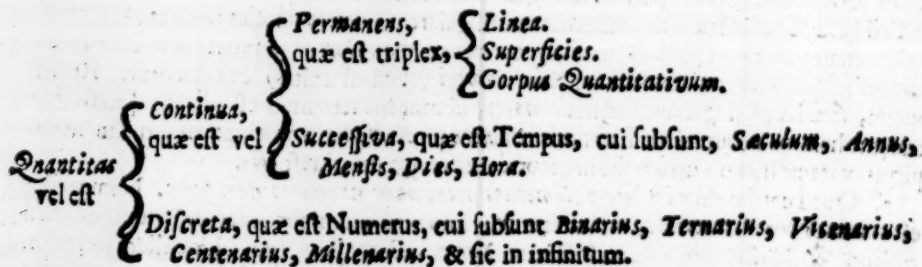 Permanens,
quæ est triplex,
Linea.
Superficies.
Corpus Quantitativum.
Continua,
quæ est vel
Successiva, quæ est Tempus, cui subsunt, Sæculum, Annus,
Mensis, Dies, Hora.
Quantitas
vel est
Discreta, quæ est Numerus, cui subsunt Binarius, Ternarius, Vicenarius,
Centenarius, Millenarius, & sic in infinitum.